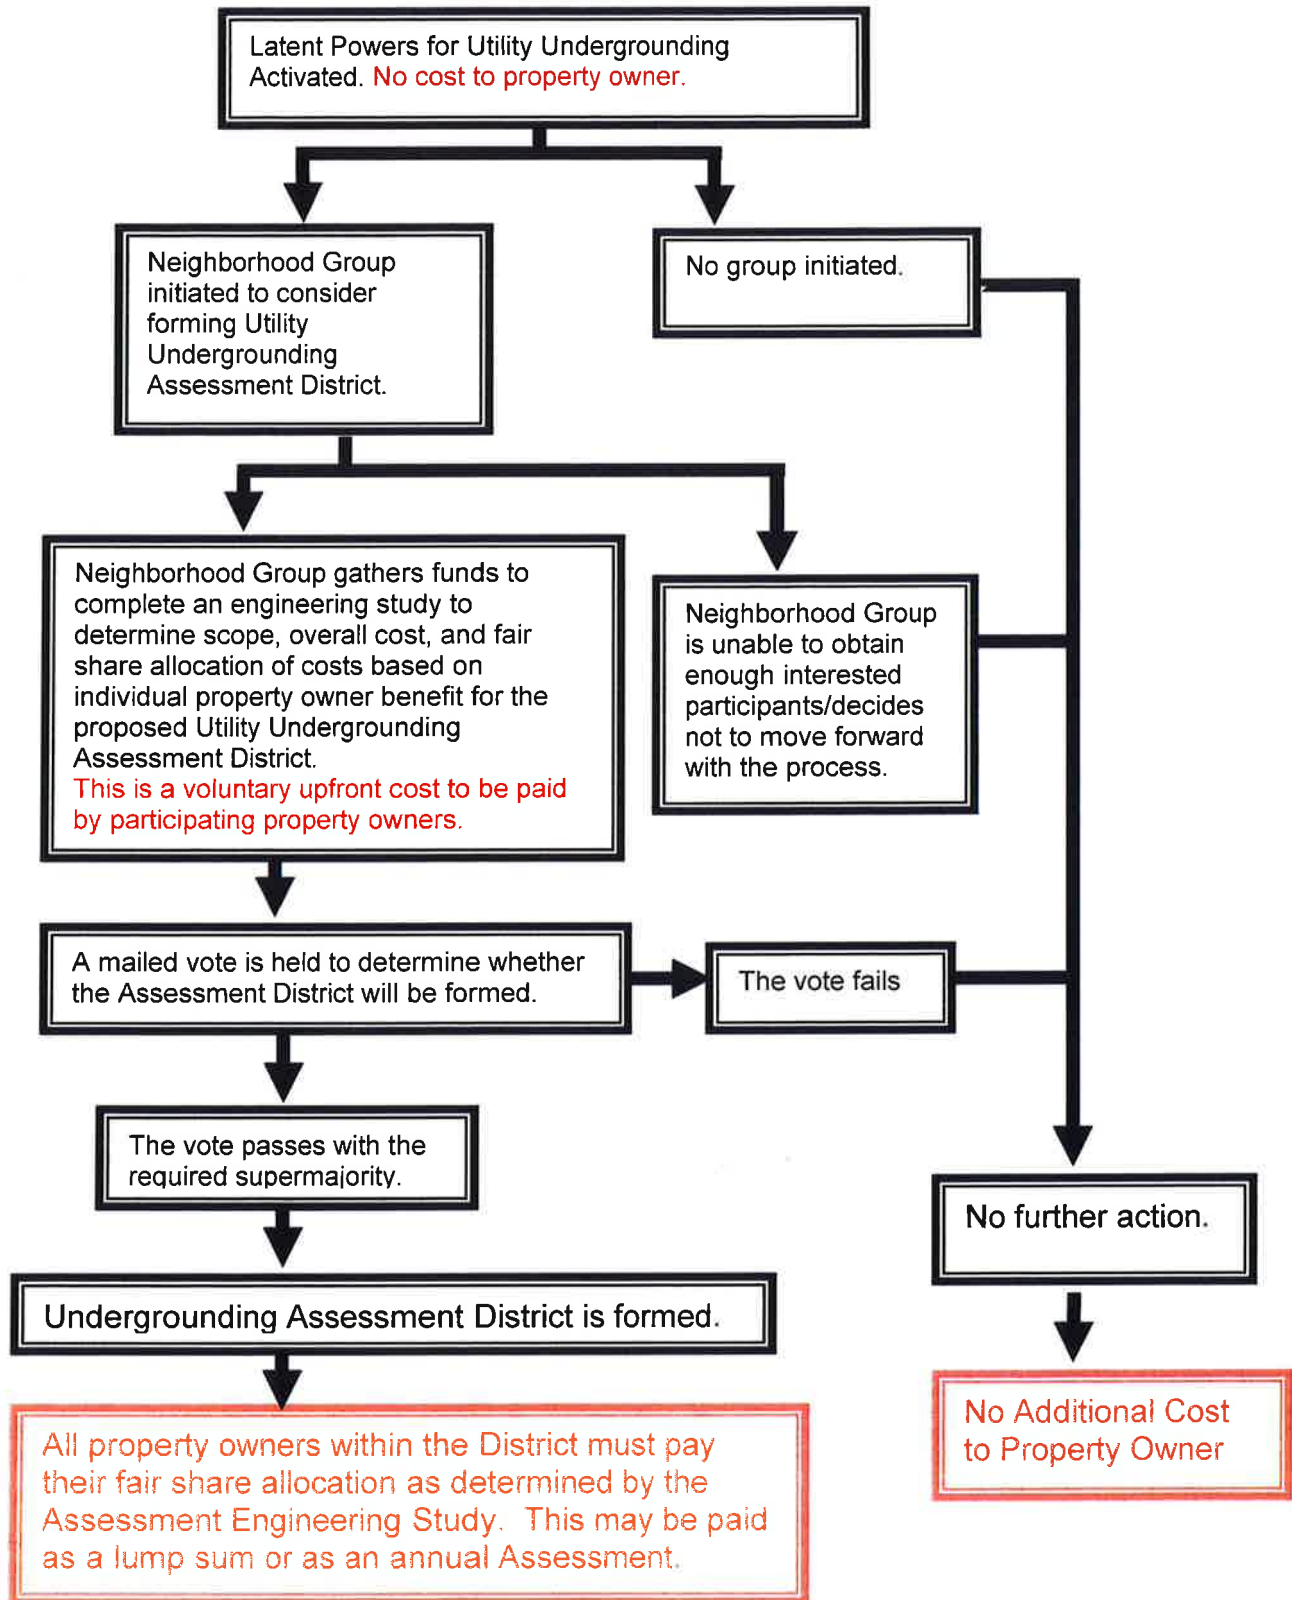 Latent Powers for Utility Undergrounding
Activated. No cost to property owner.
Neighborhood Group
initiated to consider
forming Utility
Undergrounding
Assessment District.
No group initiated.
Neighborhood Group gathers funds to
complete an engineering study to
determine scope, overall cost, and fair
share allocation of costs based on
individual property owner benefit for the
proposed Utility Undergrounding
Assessment District.
This is a voluntary upfront cost to be paid
by participating property owners.
Neighborhood Group
is unable to obtain
enough interested
participants/decides
not to move forward
with the process.
A mailed vote is held to determine whether
the Assessment District will be formed.
The vote fails
The vote passes with the
required supermajority.
No further action.
Undergrounding Assessment District is formed.
All property owners within the District must pay
their fair share allocation as determined by the
Assessment Engineering Study.  This may be paid
as a lump sum or as an annual Assessment.
No Additional Cost
to Property Owner